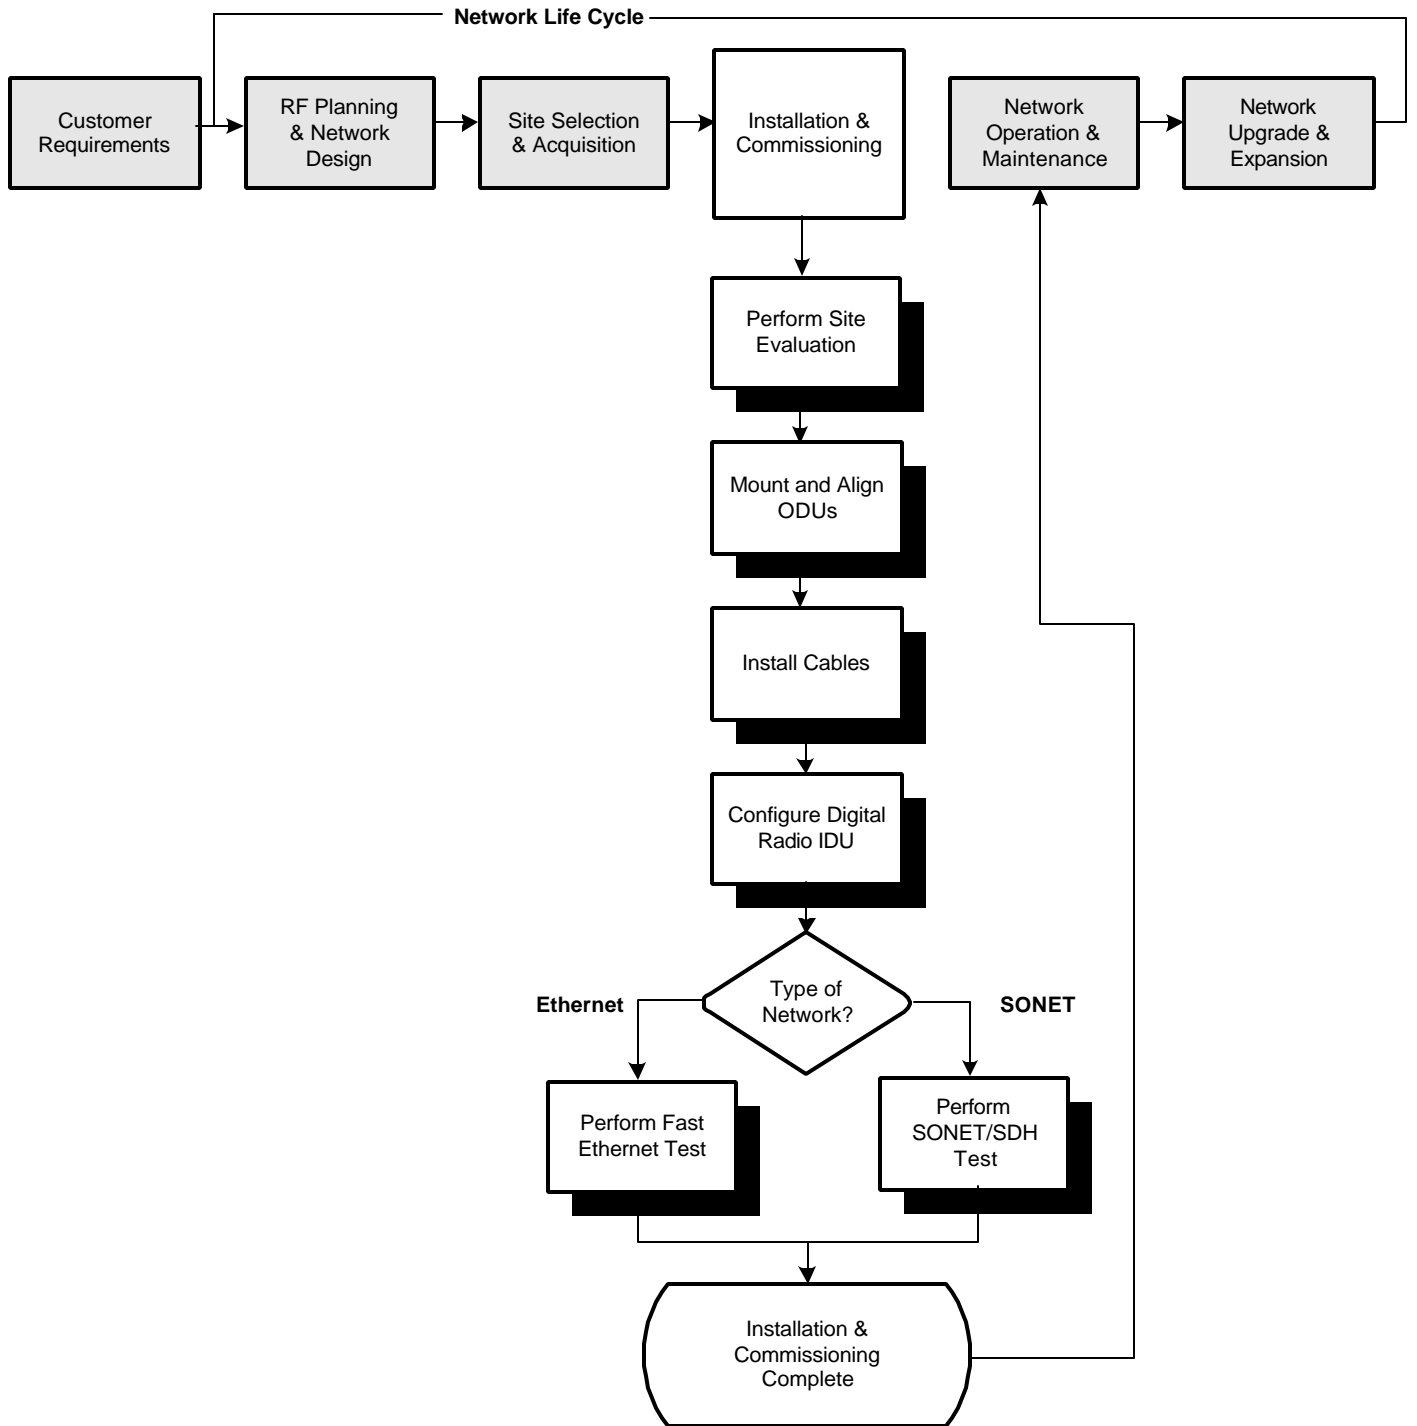 Network Life Cycle
Customer
Requirements
RF Planning
& Network
Design
Site Selection
& Acquisition
Installation &
Commissioning
Network
Operation &
Maintenance
Network
Upgrade &
Expansion
Perform Site
Evaluation
Mount and Align
ODUs
Install Cables
Configure Digital
Radio IDU
Type of
Network?
Ethernet
SONET
Perform Fast
Ethernet Test
Perform
SONET/SDH
Test
Installation &
Commissioning
Complete